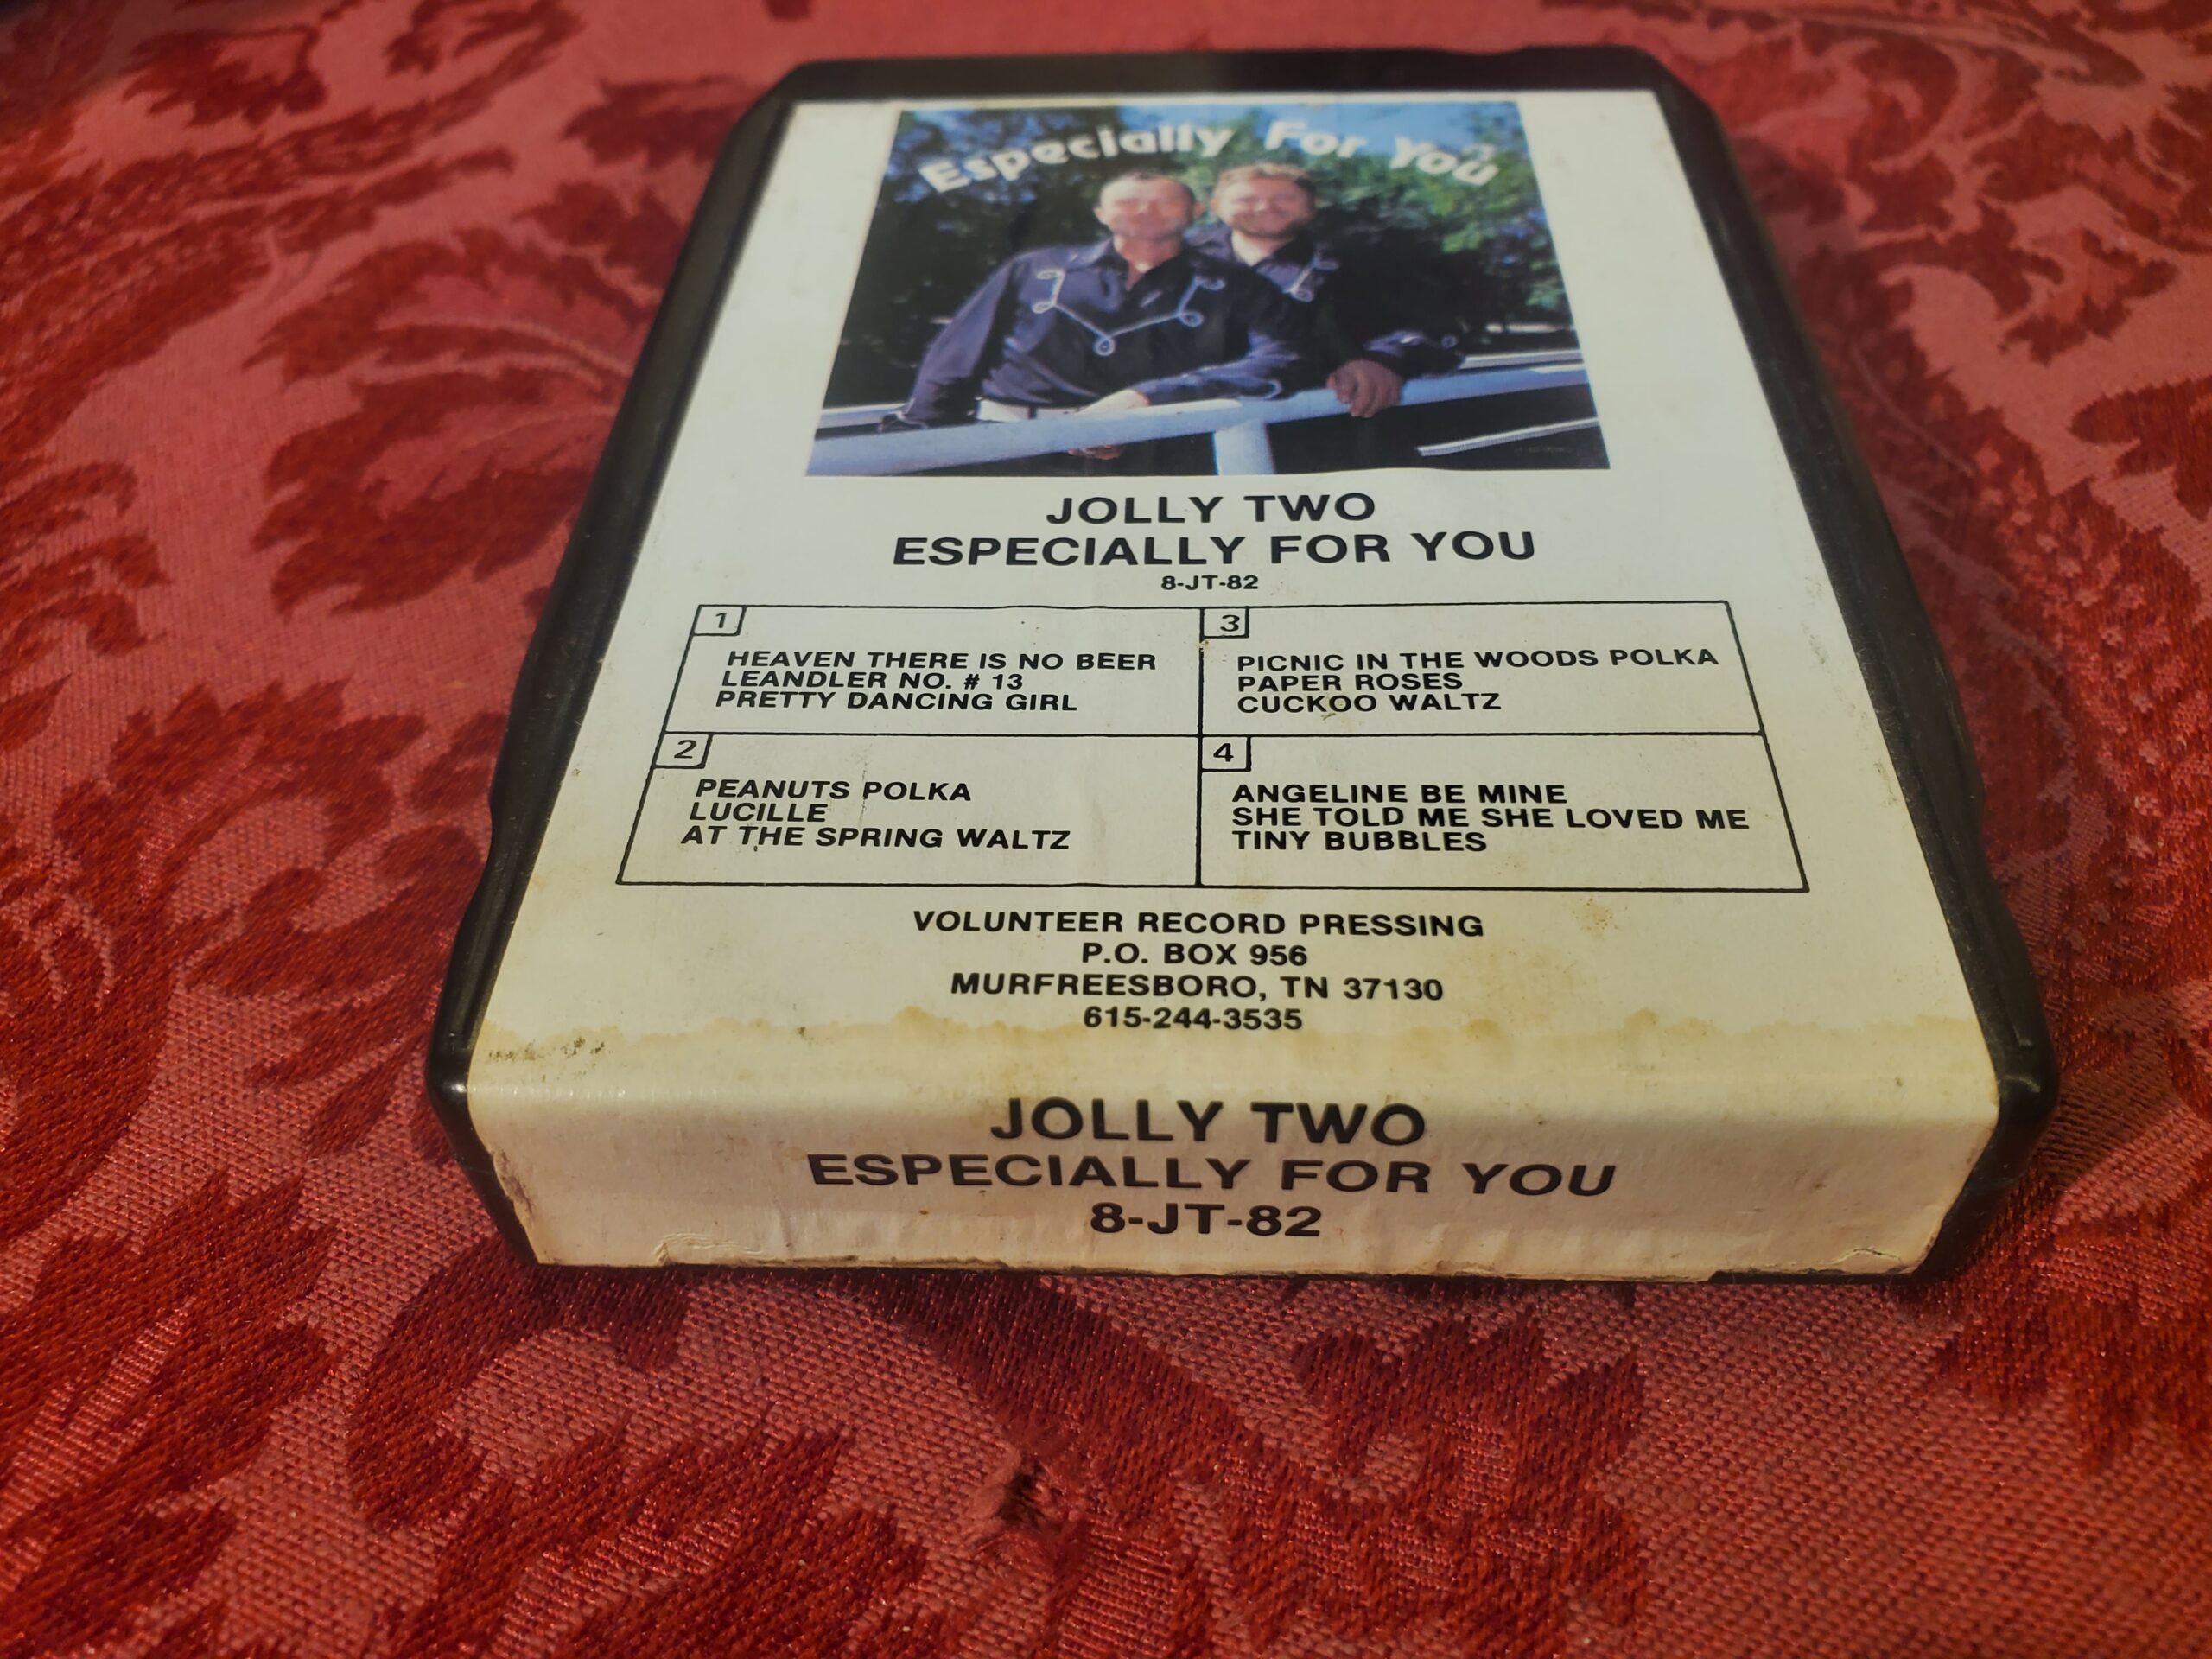 Especially For You
JOLLY TWO
ESPECIALLY FOR YOU
8-JT-82
1
HEAVEN THERE IS NO BEER
LEANDLER NO. # 13
PRETTY DANCING GIRL
2
PEANUTS POLKA
LUCILLE
AT THE SPRING WALTZ
3
PICNIC IN THE WOODS POLKA
PAPER ROSES
CUCKOO WALTZ
4
ANGELINE BE MINE
SHE TOLD ME SHE LOVED ME
TINY BUBBLES
VOLUNTEER RECORD PRESSING
P.O. BOX 956
MURFREESBORO, TN 37130
615-244-3535
JOLLY TWO
ESPECIALLY FOR YOU
8-JT-82